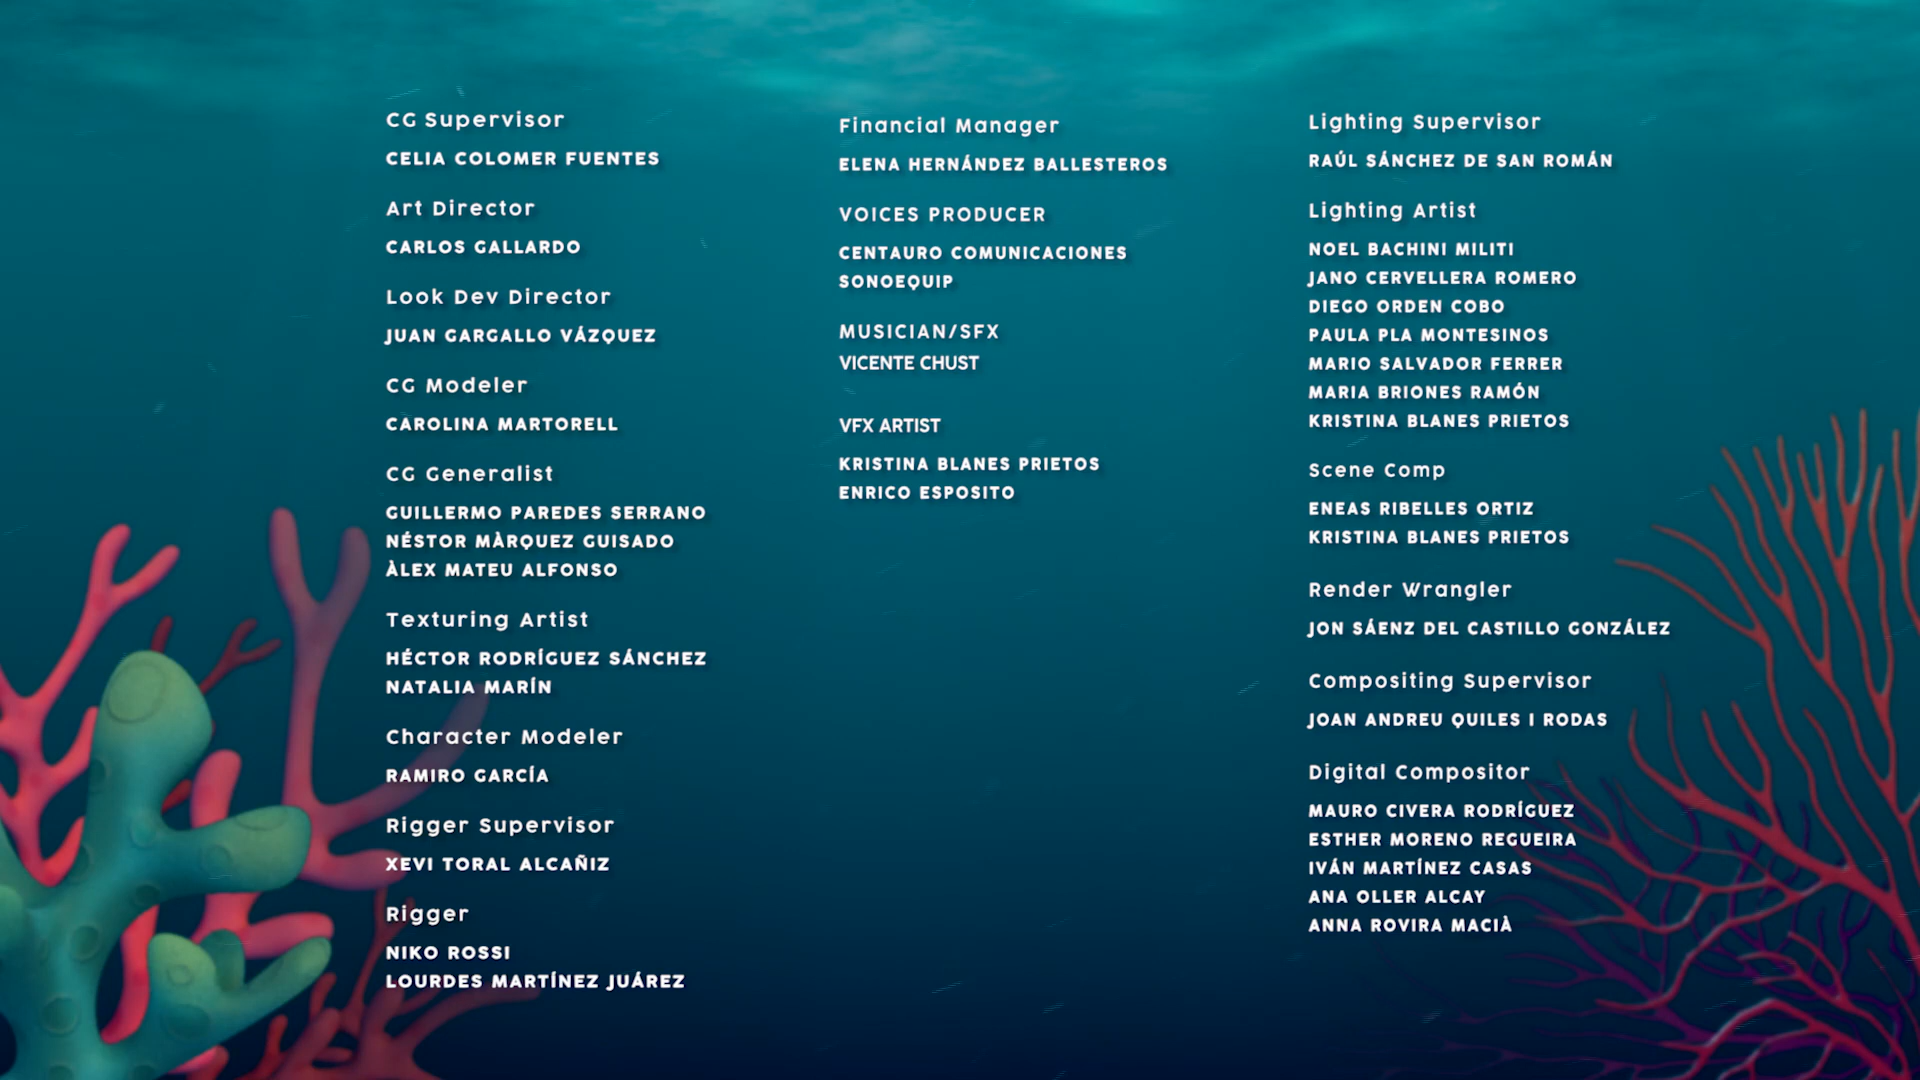 CG Supervisor
CELIA COLOMER FUENTES
Art Director
CARLOS GALLARDO
Look Dev Director
JUAN GARGALLO VÁZQUEZ
CG Modeler
CAROLINA MARTORELL
CG Generalist
GUILLERMO PAREDES SERRANO
NÉSTOR MÀRQUEZ GUISADO
ÀLEX MATEU ALFONSO
Texturing Artist
HÉCTOR RODRÍGUEZ SÁNCHEZ
NATALIA MARÍN
Character Modeler
RAMIRO GARCÍA
Rigger Supervisor
XEVI TORAL ALCAÑIZ
Rigger
NIKO ROSSI
LOURDES MARTÍNEZ JUÁREZ
Financial Manager
ELENA HERNÁNDEZ BALLESTEROS
VOICES PRODUCER
CENTAURO COMUNICACIONES
SONOEQUIP
MUSICIAN/SFX
VICENTE CHUST
VFX ARTIST
KRISTINA BLANES PRIETOS
ENRICO ESPOSITO
Lighting Supervisor
RAÚL SÁNCHEZ DE SAN ROMÁN
Lighting Artist
NOEL BACHINI MILITI
JANO CERVELLERA ROMERO
DIEGO ORDEN COBO
PAULA PLA MONTESINOS
MARIO SALVADOR FERRER
MARIA BRIONES RAMÓN
KRISTINA BLANES PRIETOS
Scene Comp
ENEAS RIBELLES ORTIZ
KRISTINA BLANES PRIETOS
Render Wrangler
JON SÁENZ DEL CASTILLO GONZÁLEZ
Compositing Supervisor
JOAN ANDREU QUILES I RODAS
Digital Compositor
MAURO CIVERA RODRÍGUEZ
ESTHER MORENO REGUEIRA
IVÁN MARTÍNEZ CASAS
ANA OLLER ALCAY
ANNA ROVIRA MACIÀ